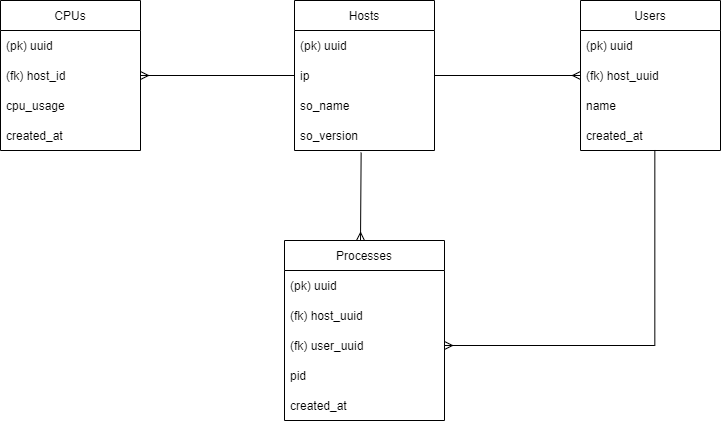 CPUs
(pk) uuid
(fk) host_id
cpu_usage
created_at
Hosts
(pk) uuid
ip
so_name
so_version
Users
(pk) uuid
(fk) host_uuid
name
created_at
Processes
(pk) uuid
(fk) host_uuid
(fk) user_uuid
pid
created_at